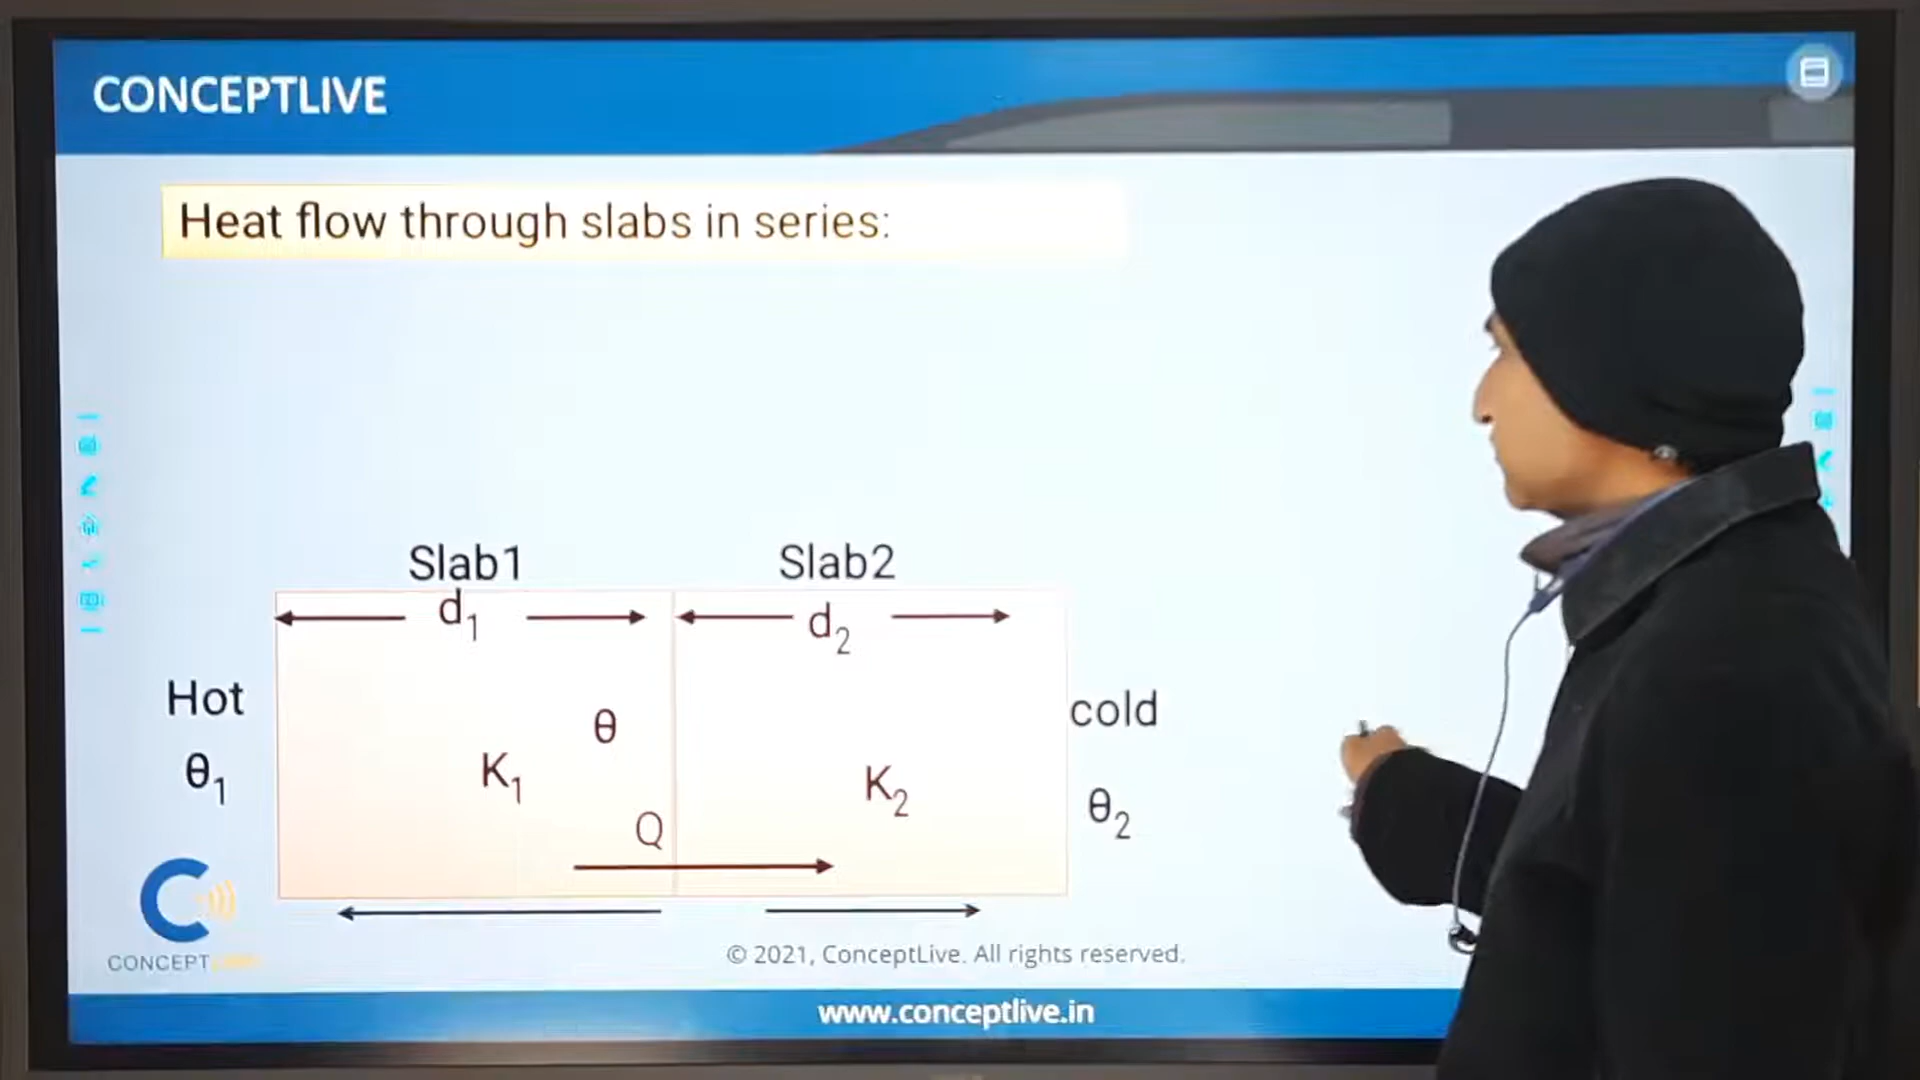 CONCEPTLIVE
Heat flow through slabs in series:
Slab1
Slab2
d₁
d₂
Hot
θ
cold
θ₁
K₁
K₂
θ₂
Q
CONCEPT
© 2021, ConceptLive. All rights reserved.
www.conceptlive.in